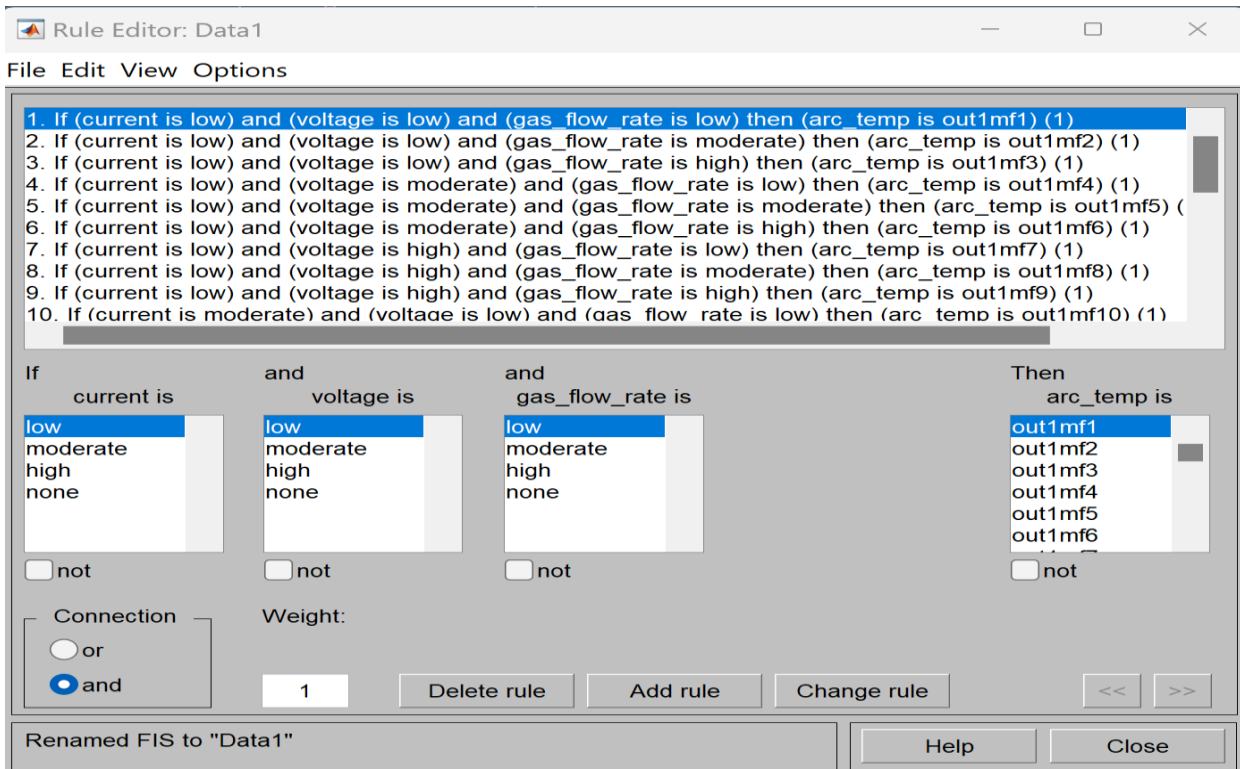 Rule Editor: Data1
File Edit View Options
1. If (current is low) and (voltage is low) and (gas_flow_rate is low) then (arc_temp is out1mf1) (1)
2. If (current is low) and (voltage is low) and (gas_flow_rate is moderate) then (arc_temp is out1mf2) (1)
3. If (current is low) and (voltage is low) and (gas_flow_rate is high) then (arc_temp is out1mf3) (1)
4. If (current is low) and (voltage is moderate) and (gas_flow_rate is low) then (arc_temp is out1mf4) (1)
5. If (current is low) and (voltage is moderate) and (gas_flow_rate is moderate) then (arc_temp is out1mf5) (
6. If (current is low) and (voltage is moderate) and (gas_flow_rate is high) then (arc_temp is out1mf6) (1)
7. If (current is low) and (voltage is high) and (gas_flow_rate is low) then (arc_temp is out1mf7) (1)
8. If (current is low) and (voltage is high) and (gas_flow_rate is moderate) then (arc_temp is out1mf8) (1)
9. If (current is low) and (voltage is high) and (gas_flow_rate is high) then (arc_temp is out1mf9) (1)
10. If (current is moderate) and (voltage is low) and (gas_flow_rate is low) then (arc_temp is out1mf10) (1)
If and and Then
current is voltage is gas_flow_rate is arc_temp is
low low low out1mf1
moderate moderate moderate out1mf2
high high high out1mf3
none none none out1mf4
out1mf5
out1mf6
not not not not
Connection Weight:
or
and 1 Delete rule Add rule Change rule << >>
Renamed FIS to "Data1" Help Close